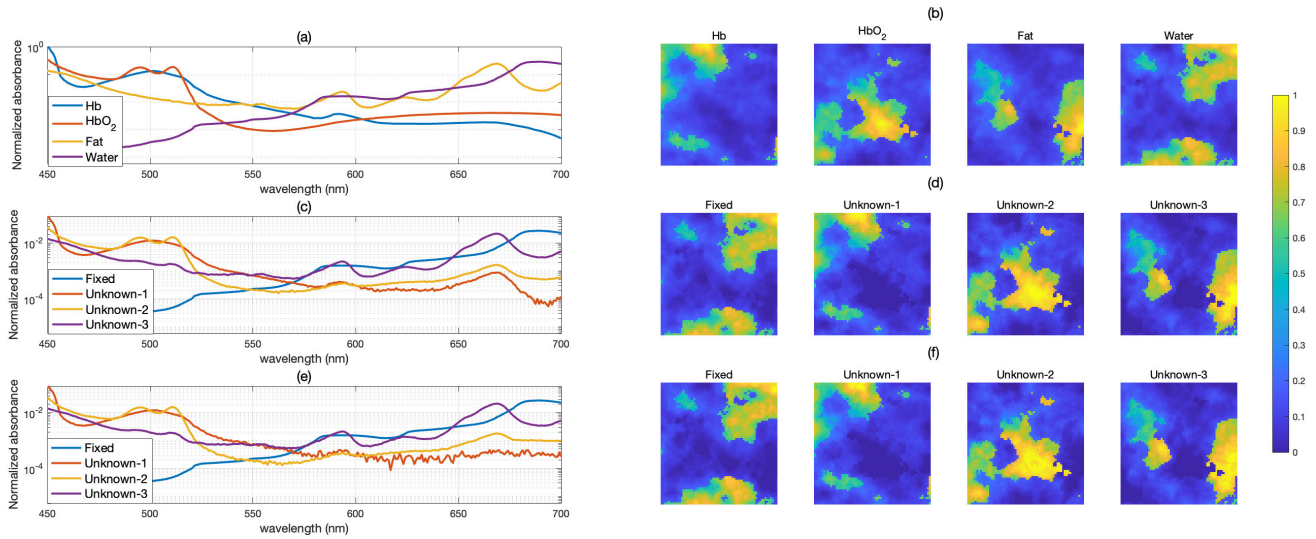 (a)
Normalized absorbance
10^0
Hb
HbO2
Fat
Water
450 500 550 600 650 700
wavelength (nm)
(b)
Hb HbO2 Fat Water
(c)
Normalized absorbance
10^-2
10^-4
Fixed
Unknown-1
Unknown-2
Unknown-3
450 500 550 600 650 700
wavelength (nm)
(d)
Fixed Unknown-1 Unknown-2 Unknown-3
(e)
Normalized absorbance
10^-2
10^-4
Fixed
Unknown-1
Unknown-2
Unknown-3
450 500 550 600 650 700
wavelength (nm)
(f)
Fixed Unknown-1 Unknown-2 Unknown-3
1
0.9
0.8
0.7
0.6
0.5
0.4
0.3
0.2
0.1
0